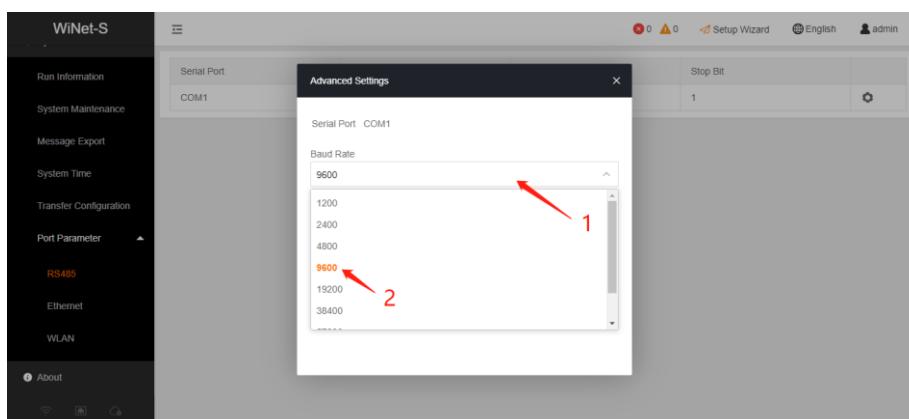 WiNet-S
0 0 Setup Wizard English admin
Run Information
System Maintenance
Message Export
System Time
Transfer Configuration
Port Parameter
RS485
Ethernet
WLAN
About
Serial Port Stop Bit
COM1 1
Advanced Settings
Serial Port COM1
Baud Rate
9600
1200
2400
4800
9600
19200
38400
1
2